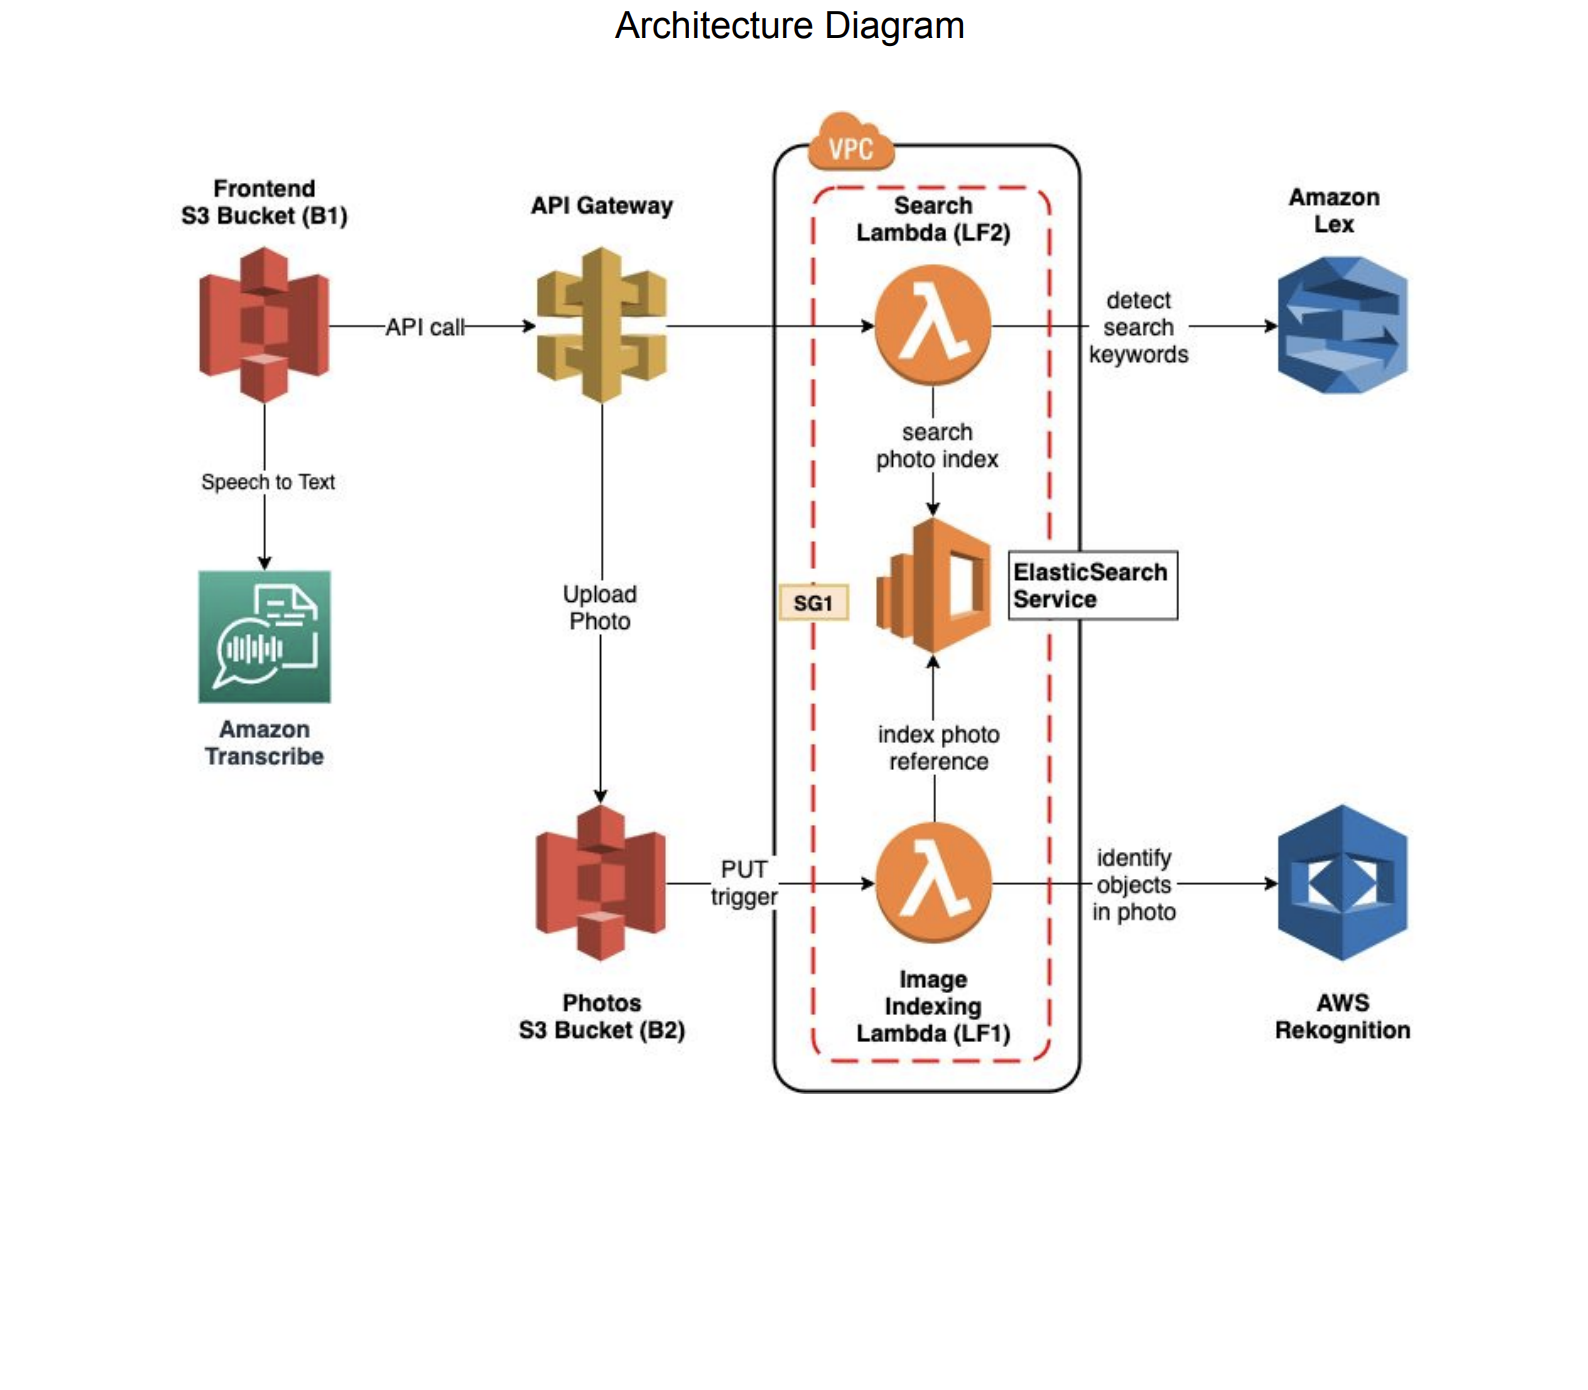 Architecture Diagram
VPC
Frontend
S3 Bucket (B1)
API Gateway
Search
Lambda (LF2)
Amazon
Lex
API call
detect
search
keywords
search
photo index
Speech to Text
Upload
Photo
SG1
ElasticSearch
Service
Amazon
Transcribe
index photo
reference
PUT
trigger
identify
objects
in photo
Photos
S3 Bucket (B2)
Image
Indexing
Lambda (LF1)
AWS
Rekognition